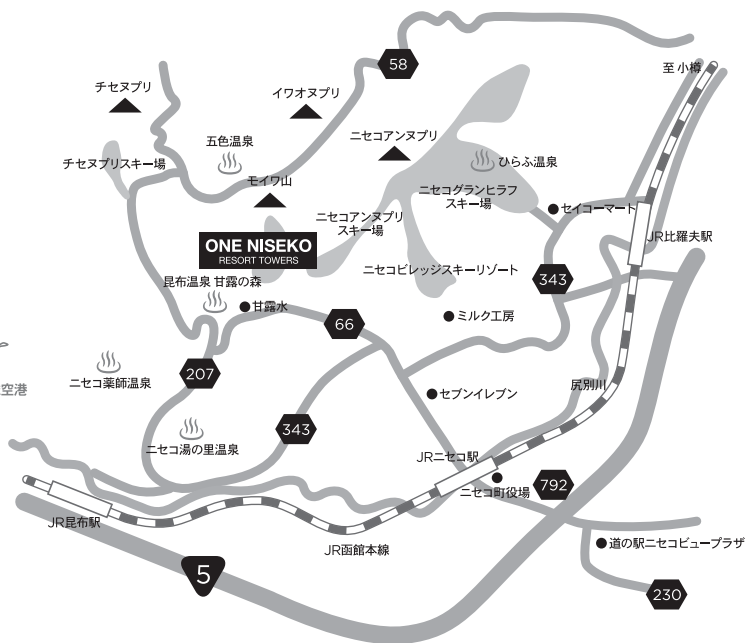 58
至 小樽
チセヌプリ
イワオヌプリ
五色温泉
ニセコアンヌプリ
ひらふ温泉
チセヌプリスキー場
モイワ山
ニセコグランヒラフ
スキー場
セイコーマート
ニセコアンヌプリ
スキー場
JR比羅夫駅
ONE NISEKO
RESORT TOWERS
ニセコビレッジスキーリゾート
343
昆布温泉 甘露の森
甘露水
66
ミルク工房
空港
ニセコ薬師温泉
207
セブンイレブン
尻別川
343
ニセコ湯の里温泉
JRニセコ駅
ニセコ町役場
792
JR昆布駅
JR函館本線
道の駅ニセコビュープラザ
5
230